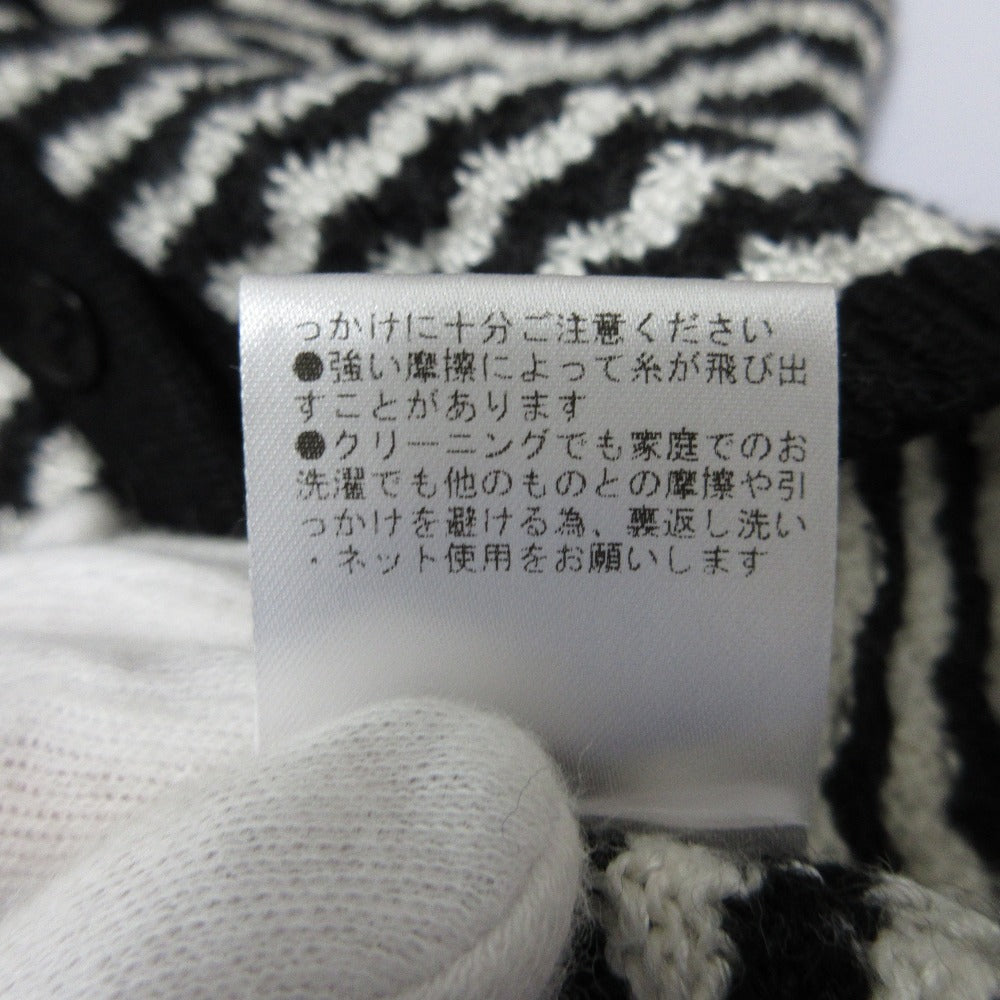 っかけに十分ご注意ください
●強い摩擦によって糸が飛び出
すことがあります
●クリーニングでも家庭でのお
洗濯でも他のものとの摩擦や引
っかけを避ける為、裏返し洗い
・ネット使用をお願いします